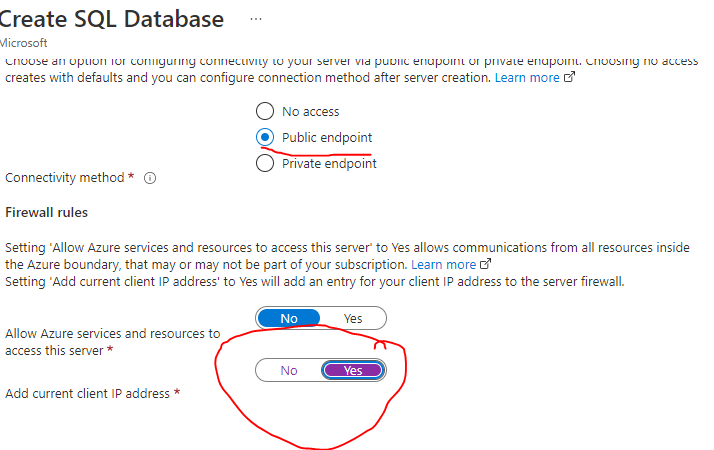 Create SQL Database
...
Microsoft
Choose an option for configuring connectivity to your server via public endpoint or private endpoint. Choosing no access
creates with defaults and you can configure connection method after server creation. Learn more
No access
Public endpoint
Private endpoint
Connectivity method *
Firewall rules
Setting 'Allow Azure services and resources to access this server' to Yes allows communications from all resources inside
the Azure boundary, that may or may not be part of your subscription. Learn more
Setting 'Add current client IP address' to Yes will add an entry for your client IP address to the server firewall.
No Yes
Allow Azure services and resources to
access this server *
No Yes
Add current client IP address *